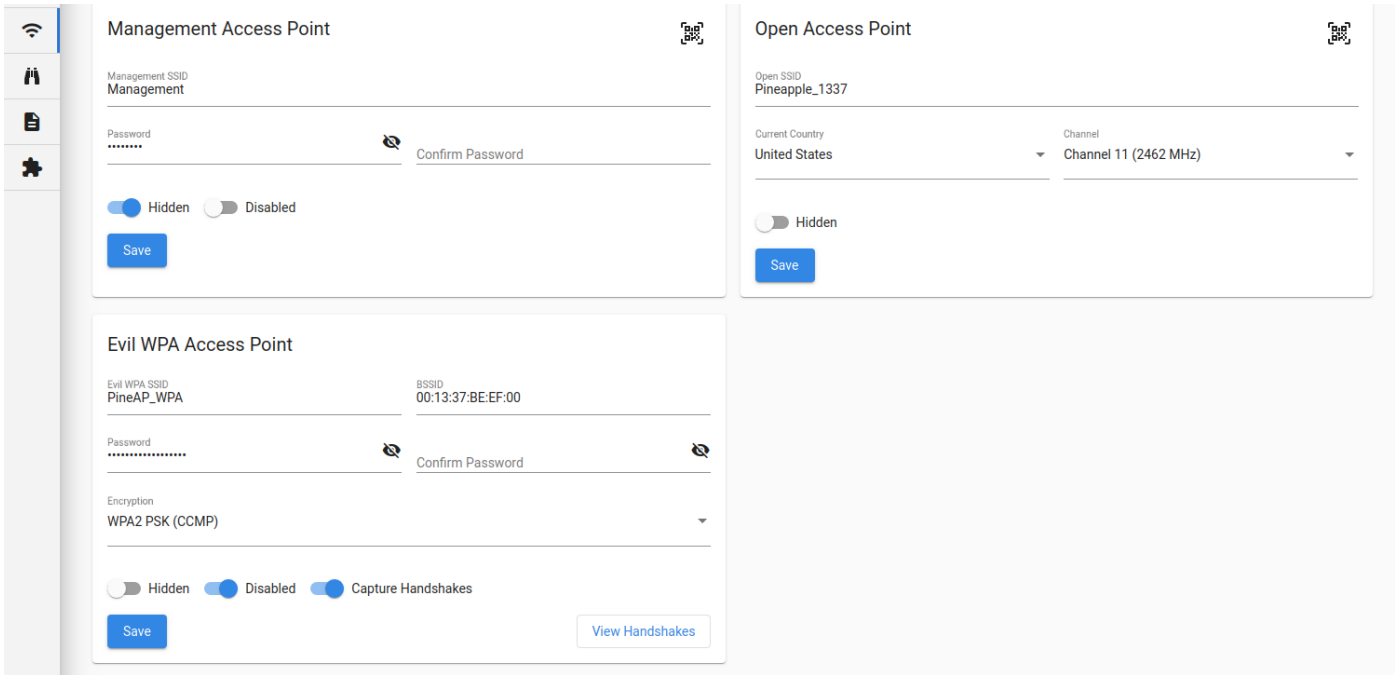 Management Access Point
Management SSID
Management
Password
••••••••
Confirm Password
Hidden
Disabled
Save
Open Access Point
Open SSID
Pineapple_1337
Current Country
United States
Channel
Channel 11 (2462 MHz)
Hidden
Save
Evil WPA Access Point
Evil WPA SSID
PineAP_WPA
BSSID
00:13:37:BE:EF:00
Password
••••••••••••••••••
Confirm Password
Encryption
WPA2 PSK (CCMP)
Hidden
Disabled
Capture Handshakes
Save
View Handshakes